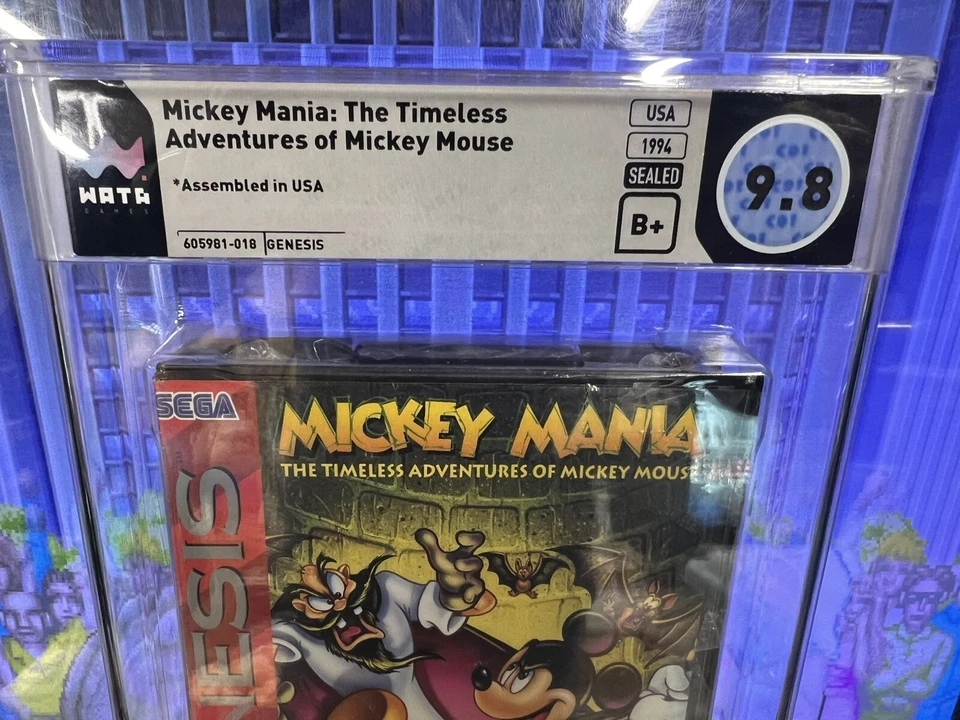 Mickey Mania: The Timeless
Adventures of Mickey Mouse
*Assembled in USA
605981-018 GENESIS
WATA
GAMES
USA
1994
SEALED
B+
9.8
SEGA
GENESIS
MICKEY MANIA
THE TIMELESS ADVENTURES OF MICKEY MOUSE